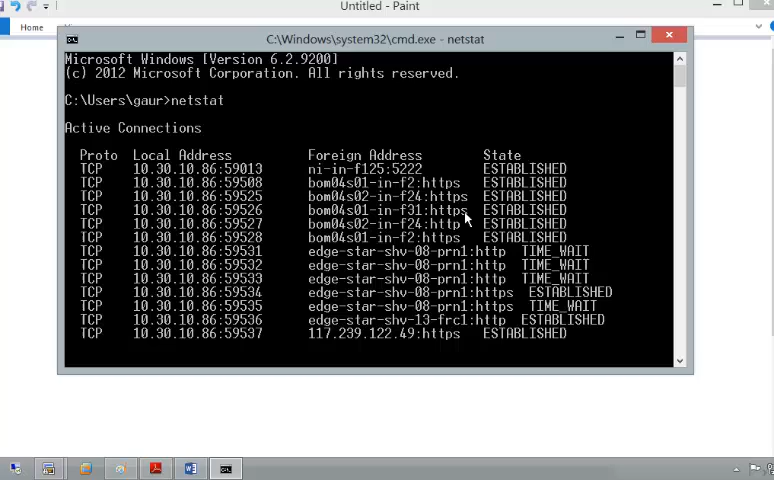 Untitled - Paint
Home
C:\Windows\system32\cmd.exe - netstat
Microsoft Windows [Version 6.2.9200]
(c) 2012 Microsoft Corporation. All rights reserved.
C:\Users\gaur>netstat
Active Connections
Proto Local Address Foreign Address State
TCP 10.30.10.86:59013 ni-in-f125:5222 ESTABLISHED
TCP 10.30.10.86:59508 bom04s01-in-f2:https ESTABLISHED
TCP 10.30.10.86:59525 bom04s02-in-f24:https ESTABLISHED
TCP 10.30.10.86:59526 bom04s01-in-f31:https ESTABLISHED
TCP 10.30.10.86:59527 bom04s02-in-f24:http ESTABLISHED
TCP 10.30.10.86:59528 bom04s01-in-f2:https ESTABLISHED
TCP 10.30.10.86:59531 edge-star-shv-08-prn1:http TIME_WAIT
TCP 10.30.10.86:59532 edge-star-shv-08-prn1:http TIME_WAIT
TCP 10.30.10.86:59533 edge-star-shv-08-prn1:http TIME_WAIT
TCP 10.30.10.86:59534 edge-star-shv-08-prn1:https ESTABLISHED
TCP 10.30.10.86:59535 edge-star-shv-08-prn1:https TIME_WAIT
TCP 10.30.10.86:59536 edge-star-shv-13-frc1:http ESTABLISHED
TCP 10.30.10.86:59537 117.239.122.49:https ESTABLISHED